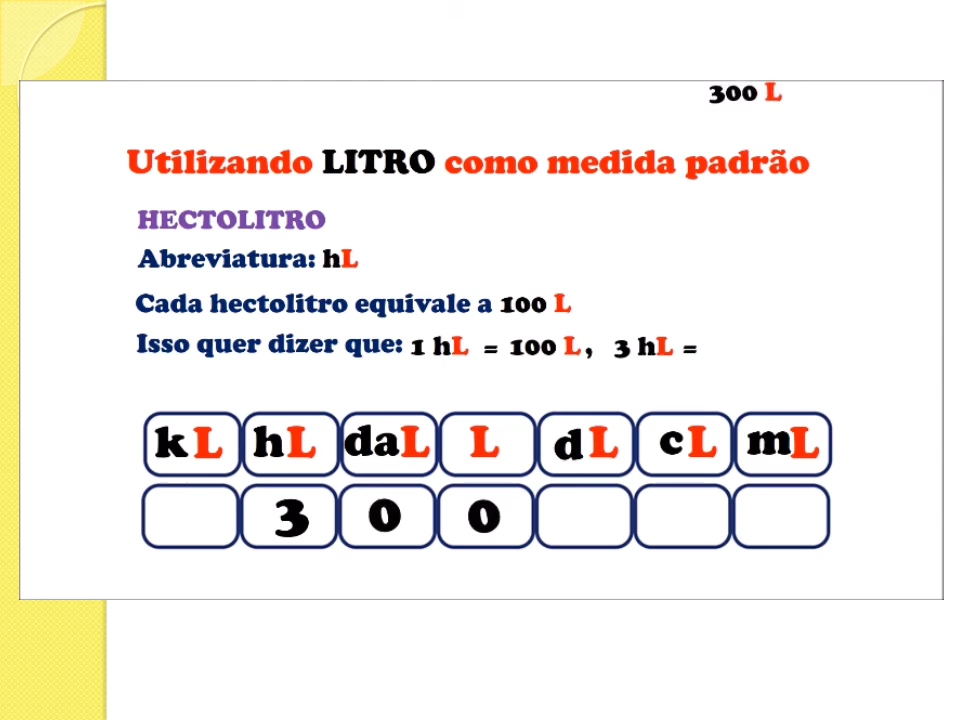 300 L
Utilizando LITRO como medida padrão
HECTOLITRO
Abreviatura: hL
Cada hectolitro equivale a 100 L
Isso quer dizer que: 1 hL = 100 L, 3 hL =
kL hL daL L dL cL mL
3 0 0